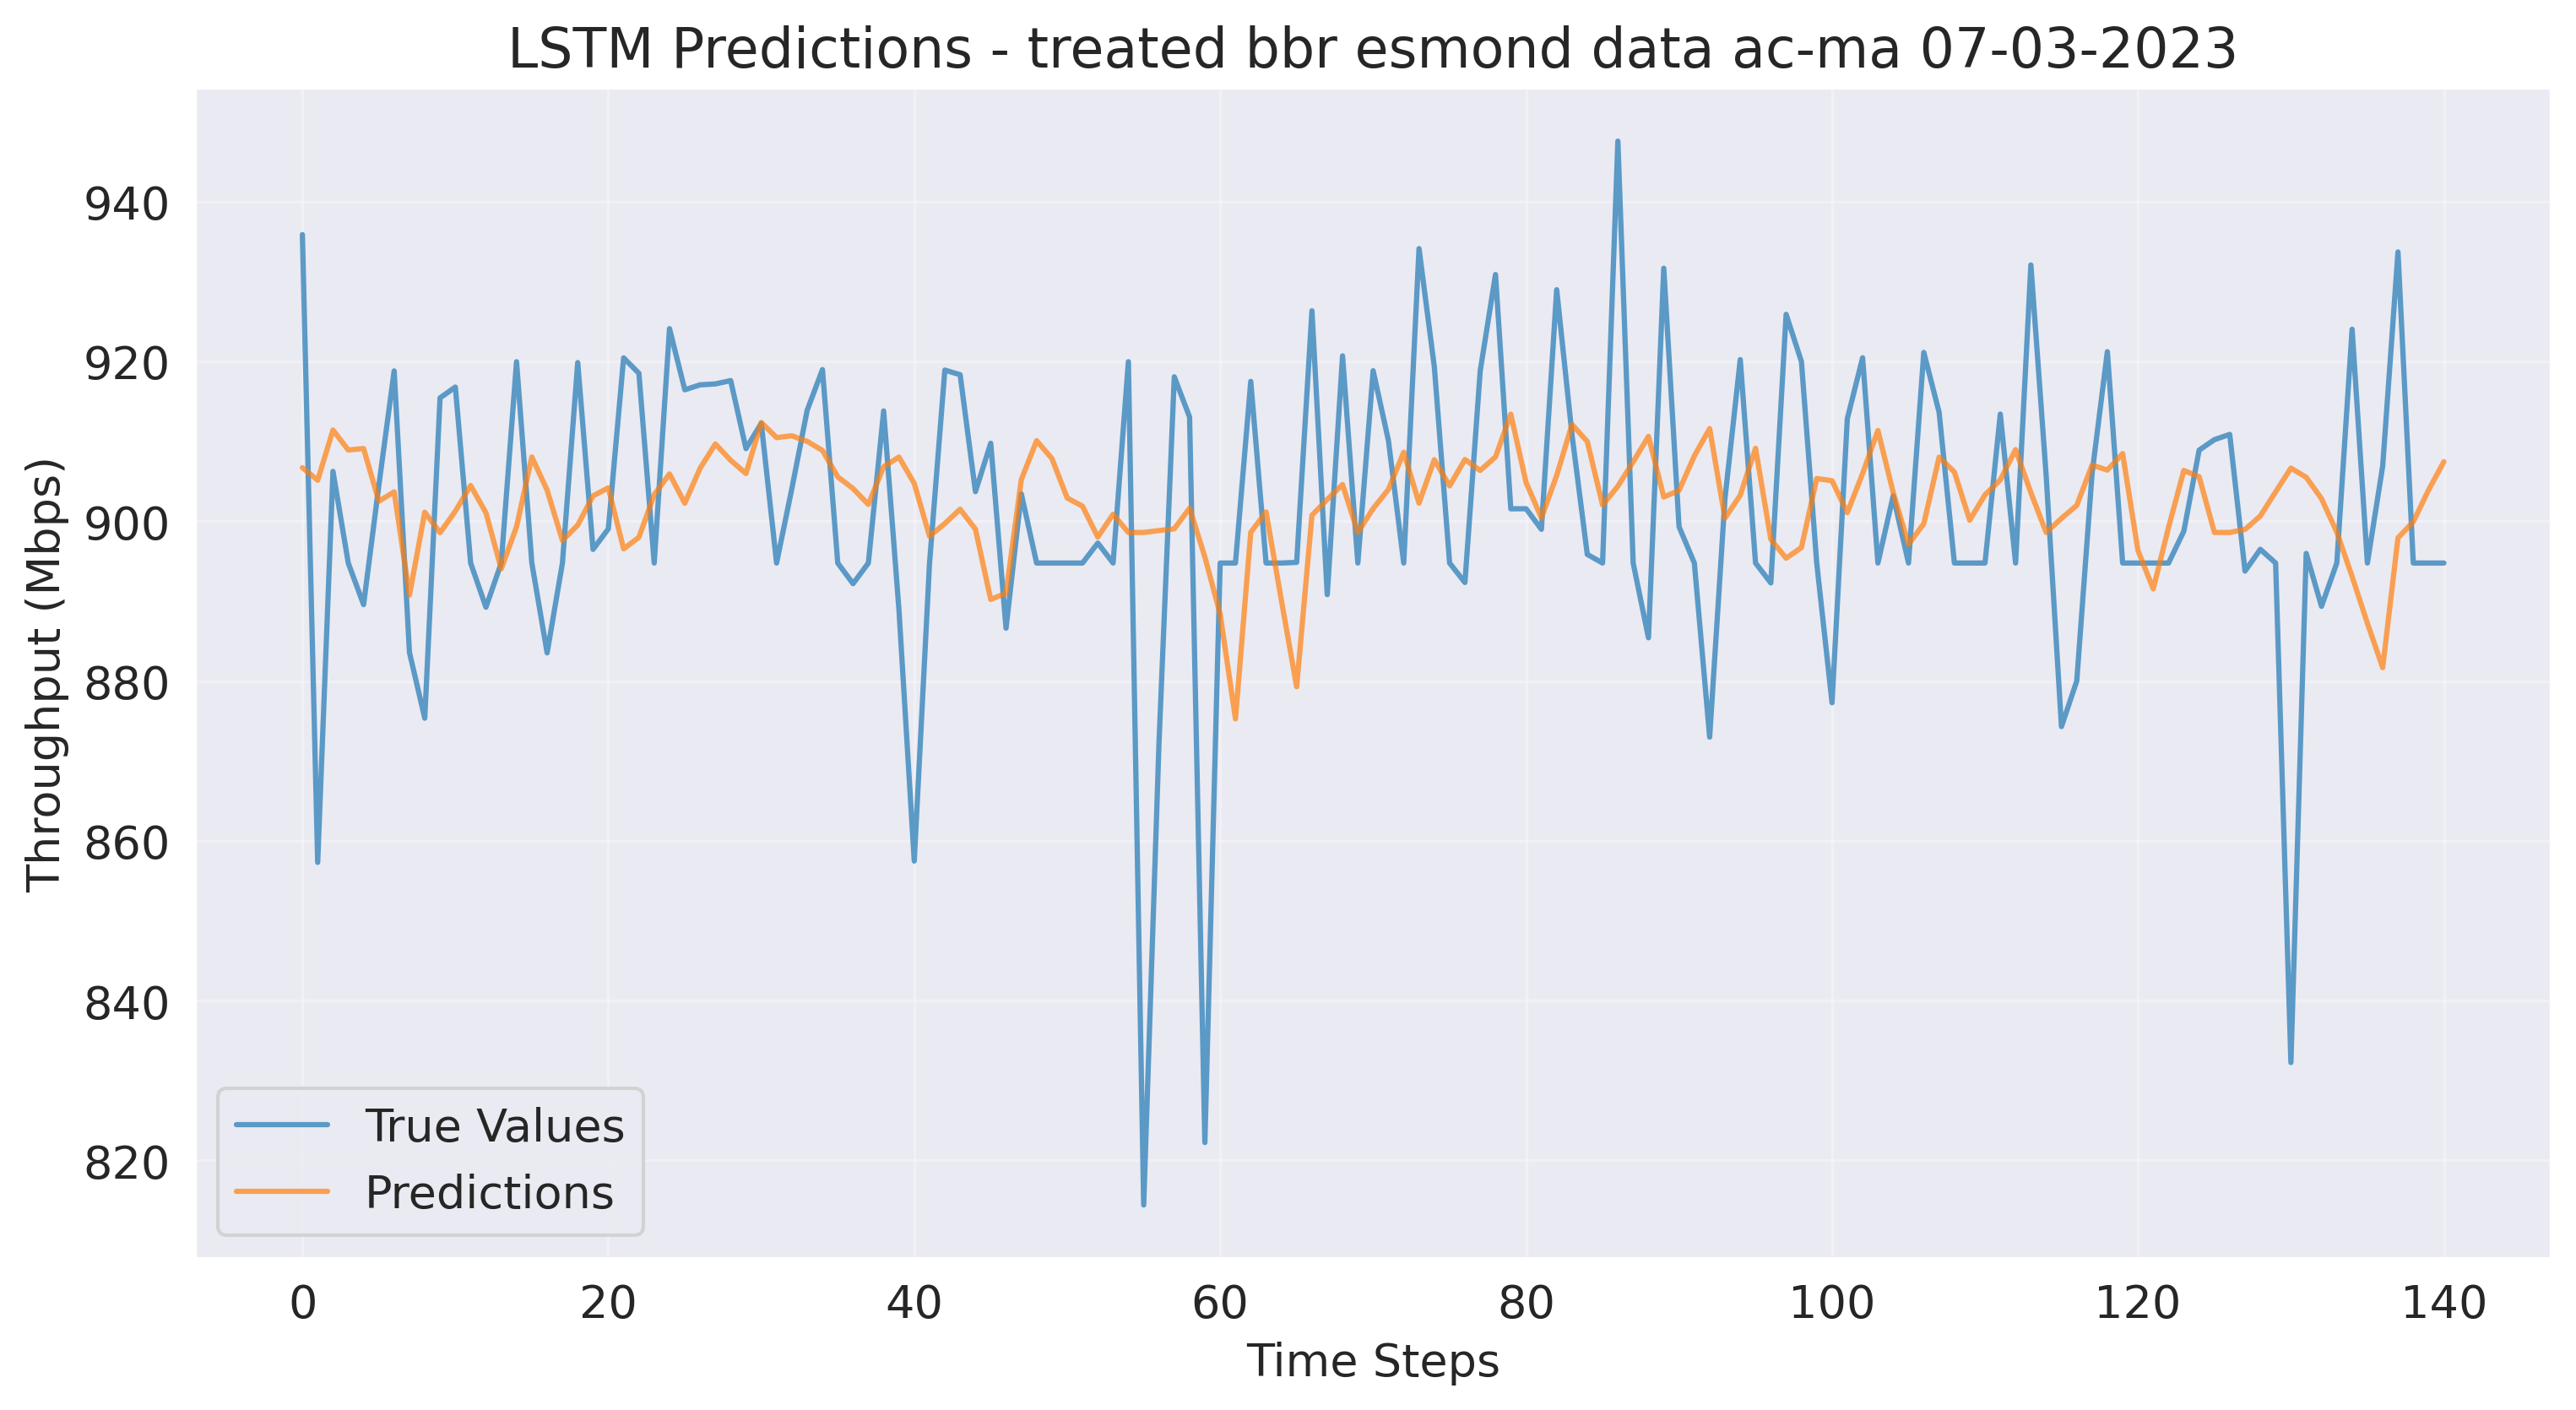 LSTM Predictions - treated bbr esmond data ac-ma 07-03-2023
Throughput (Mbps)
940
920
900
880
860
840
820
True Values
Predictions
0 20 40 60 80 100 120 140
Time Steps